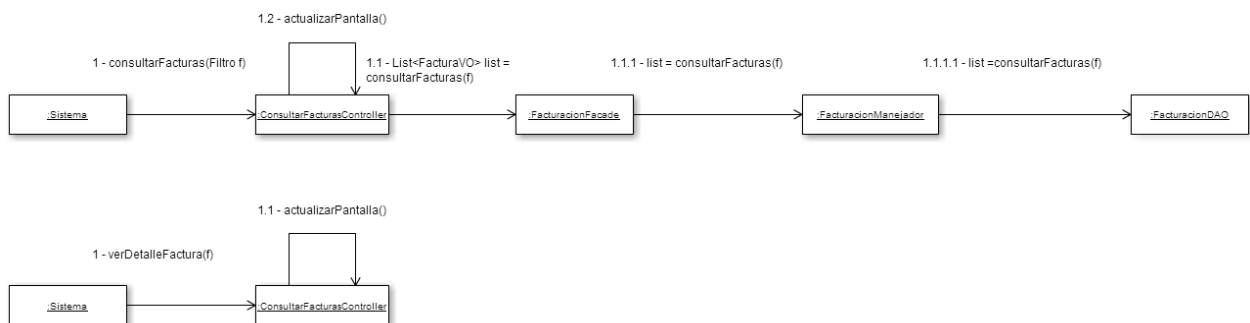 1.2 - actualizarPantalla()
1 - consultarFacturas(Filtro f)
1.1 - List<FacturaVO> list =
consultarFacturas(f)
1.1.1 - list = consultarFacturas(f)
1.1.1.1 - list =consultarFacturas(f)
:Sistema
:ConsultarFacturasController
:FacturacionFacade
:FacturacionManejador
:FacturacionDAO
1.1 - actualizarPantalla()
1 - verDetalleFactura(f)
:Sistema
:ConsultarFacturasController